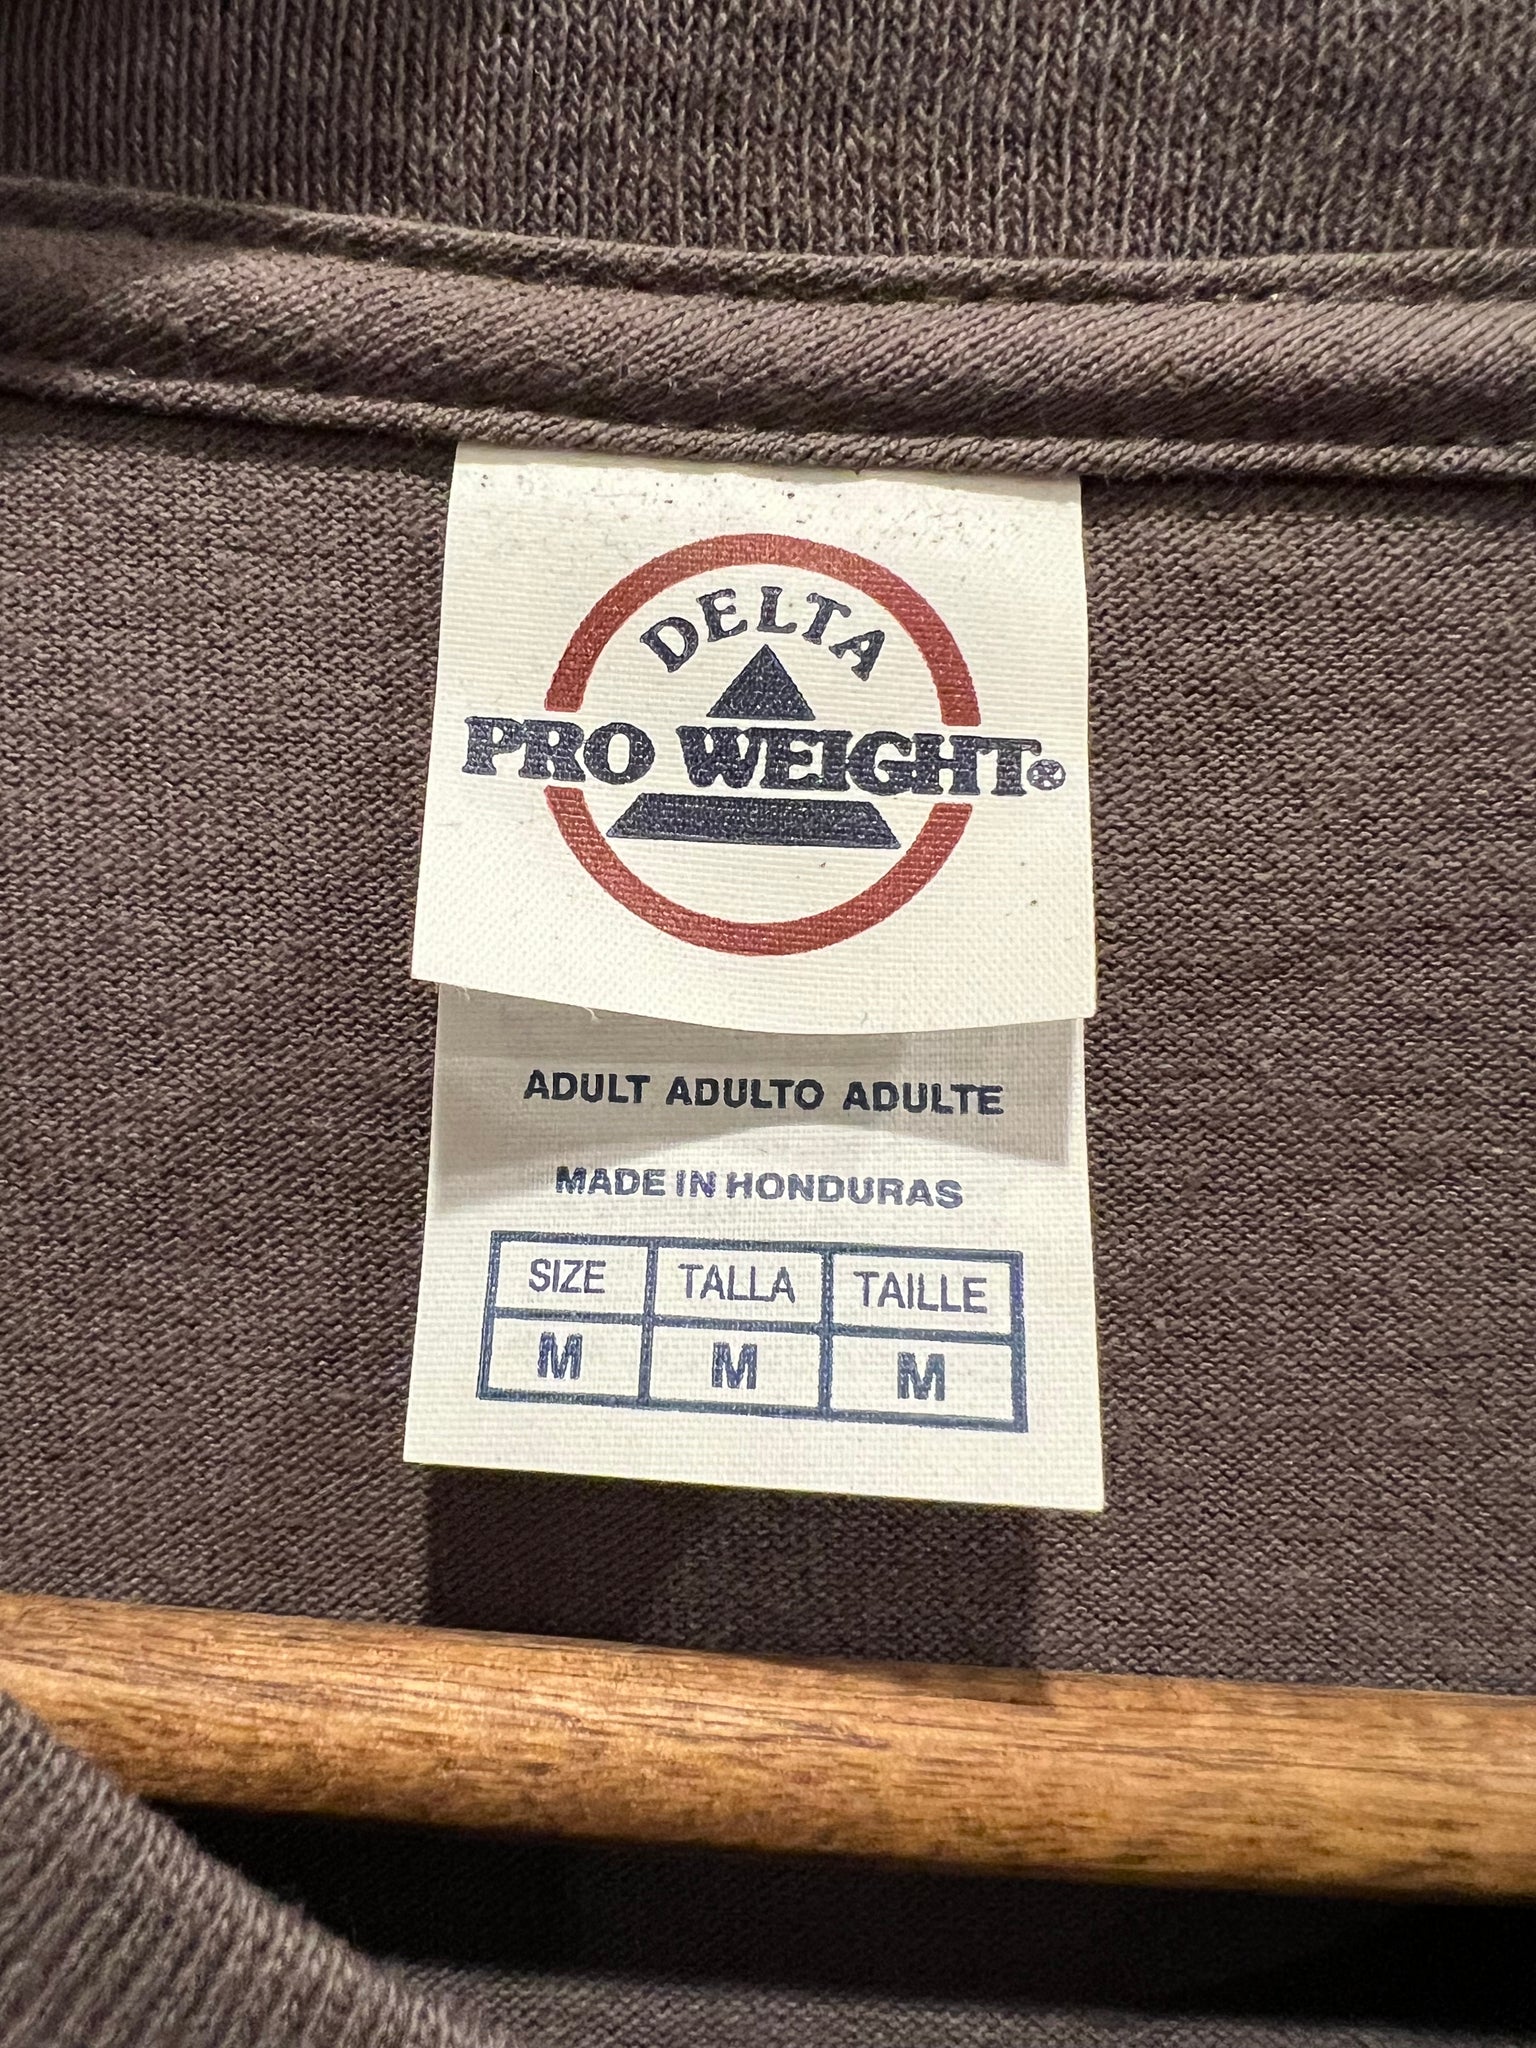 DELTA
PRO WEIGHT®
ADULT ADULTO ADULTE
MADE IN HONDURAS
SIZE TALLA TAILLE
M M M